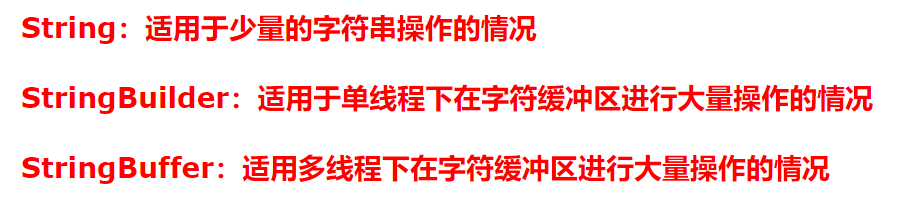 String：适用于少量的字符串操作的情况
StringBuilder：适用于单线程下在字符缓冲区进行大量操作的情况
StringBuffer：适用多线程下在字符缓冲区进行大量操作的情况